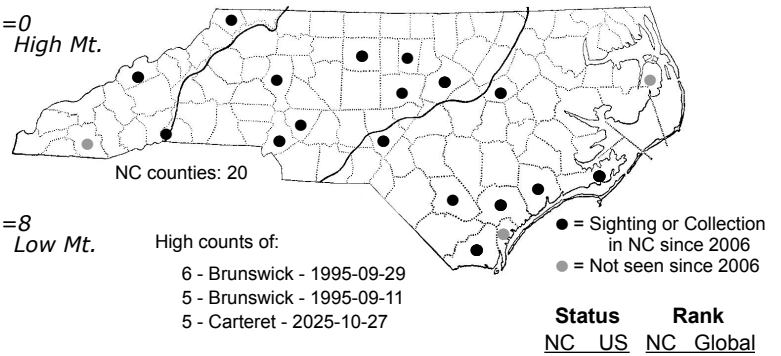 =0
High Mt.
NC counties: 20
=8
Low Mt.
High counts of:
6 - Brunswick - 1995-09-29
5 - Brunswick - 1995-09-11
5 - Carteret - 2025-10-27
= Sighting or Collection
in NC since 2006
= Not seen since 2006
Status Rank
NC US NC Global